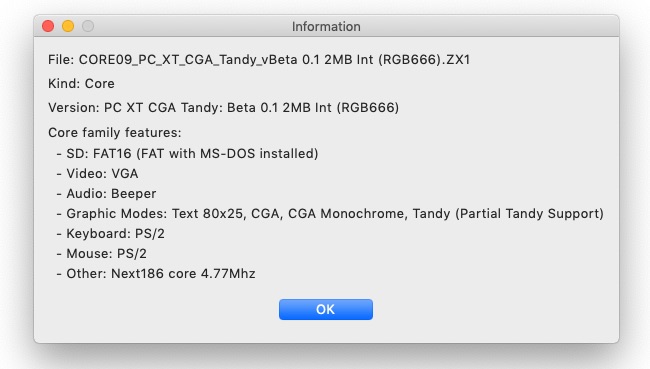 Information
File: CORE09_PC_XT_CGA_Tandy_vBeta 0.1 2MB Int (RGB666).ZX1
Kind: Core
Version: PC XT CGA Tandy: Beta 0.1 2MB Int (RGB666)
Core family features:
- SD: FAT16 (FAT with MS-DOS installed)
- Video: VGA
- Audio: Beeper
- Graphic Modes: Text 80x25, CGA, CGA Monochrome, Tandy (Partial Tandy Support)
- Keyboard: PS/2
- Mouse: PS/2
- Other: Next186 core 4.77Mhz
OK